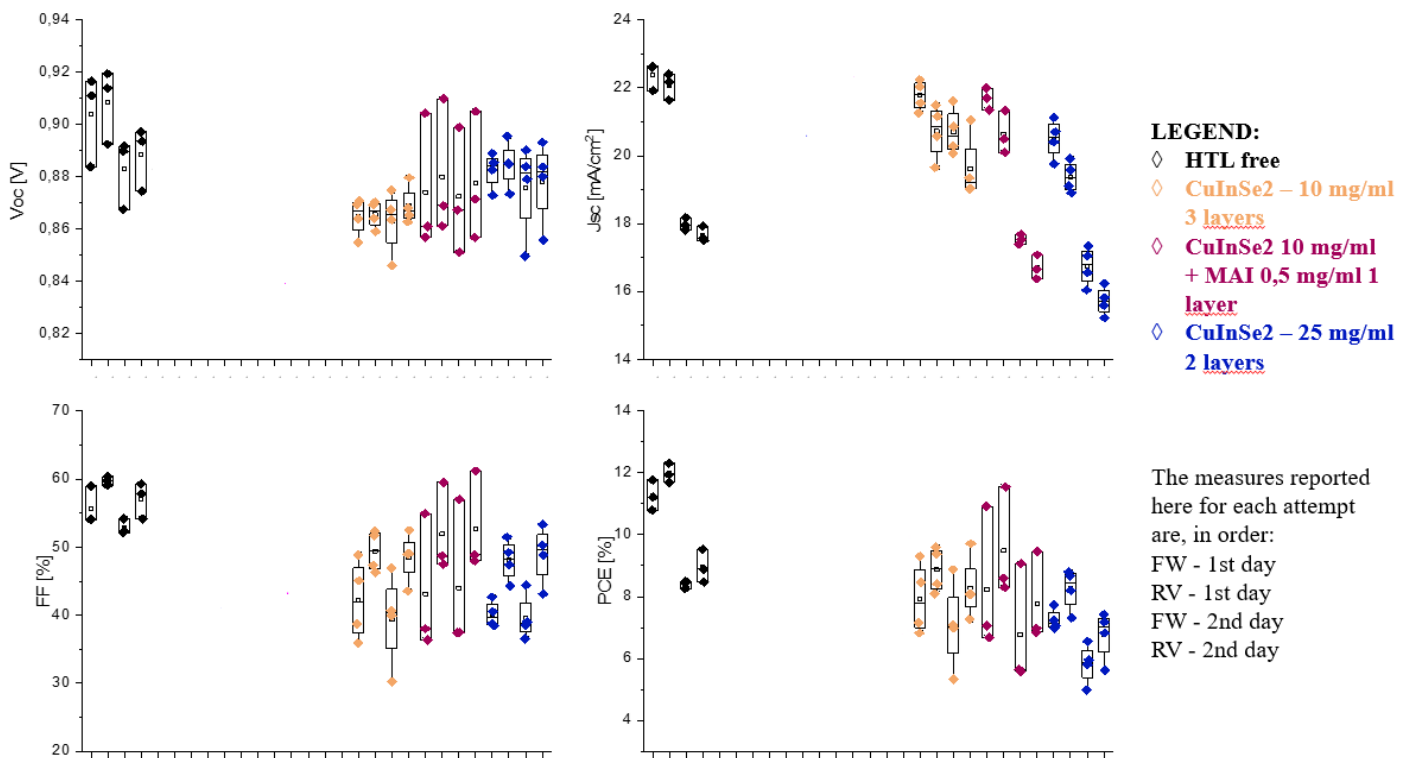 0,94
0,92
0,90
0,88
0,86
0,84
0,82
Voc [V]
24
22
20
18
16
14
Jsc [mA/cm²]
LEGEND:
◊ HTL free
◊ CuInSe2 – 10 mg/ml
3 layers
◊ CuInSe2 10 mg/ml
+ MAI 0,5 mg/ml 1
layer
◊ CuInSe2 – 25 mg/ml
2 layers
70
60
50
40
30
20
FF [%]
14
12
10
8
6
4
PCE [%]
The measures reported
here for each attempt
are, in order:
FW - 1st day
RV - 1st day
FW - 2nd day
RV - 2nd day